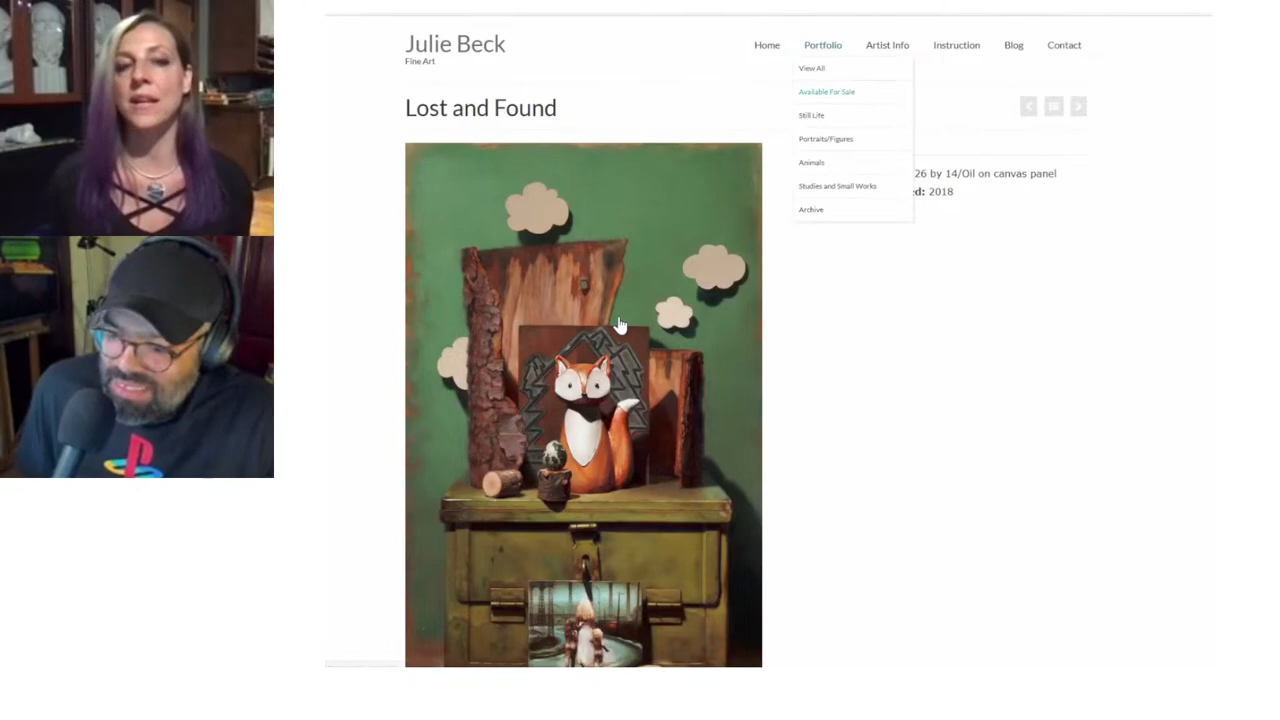 Julie Beck
Fine Art
Home
Portfolio
Artist Info
Instruction
Blog
Contact
View All
Available For Sale
Still Life
Portraits/Figures
Animals
Studies and Small Works
Archive
Lost and Found
26 by 14/Oil on canvas panel
2018